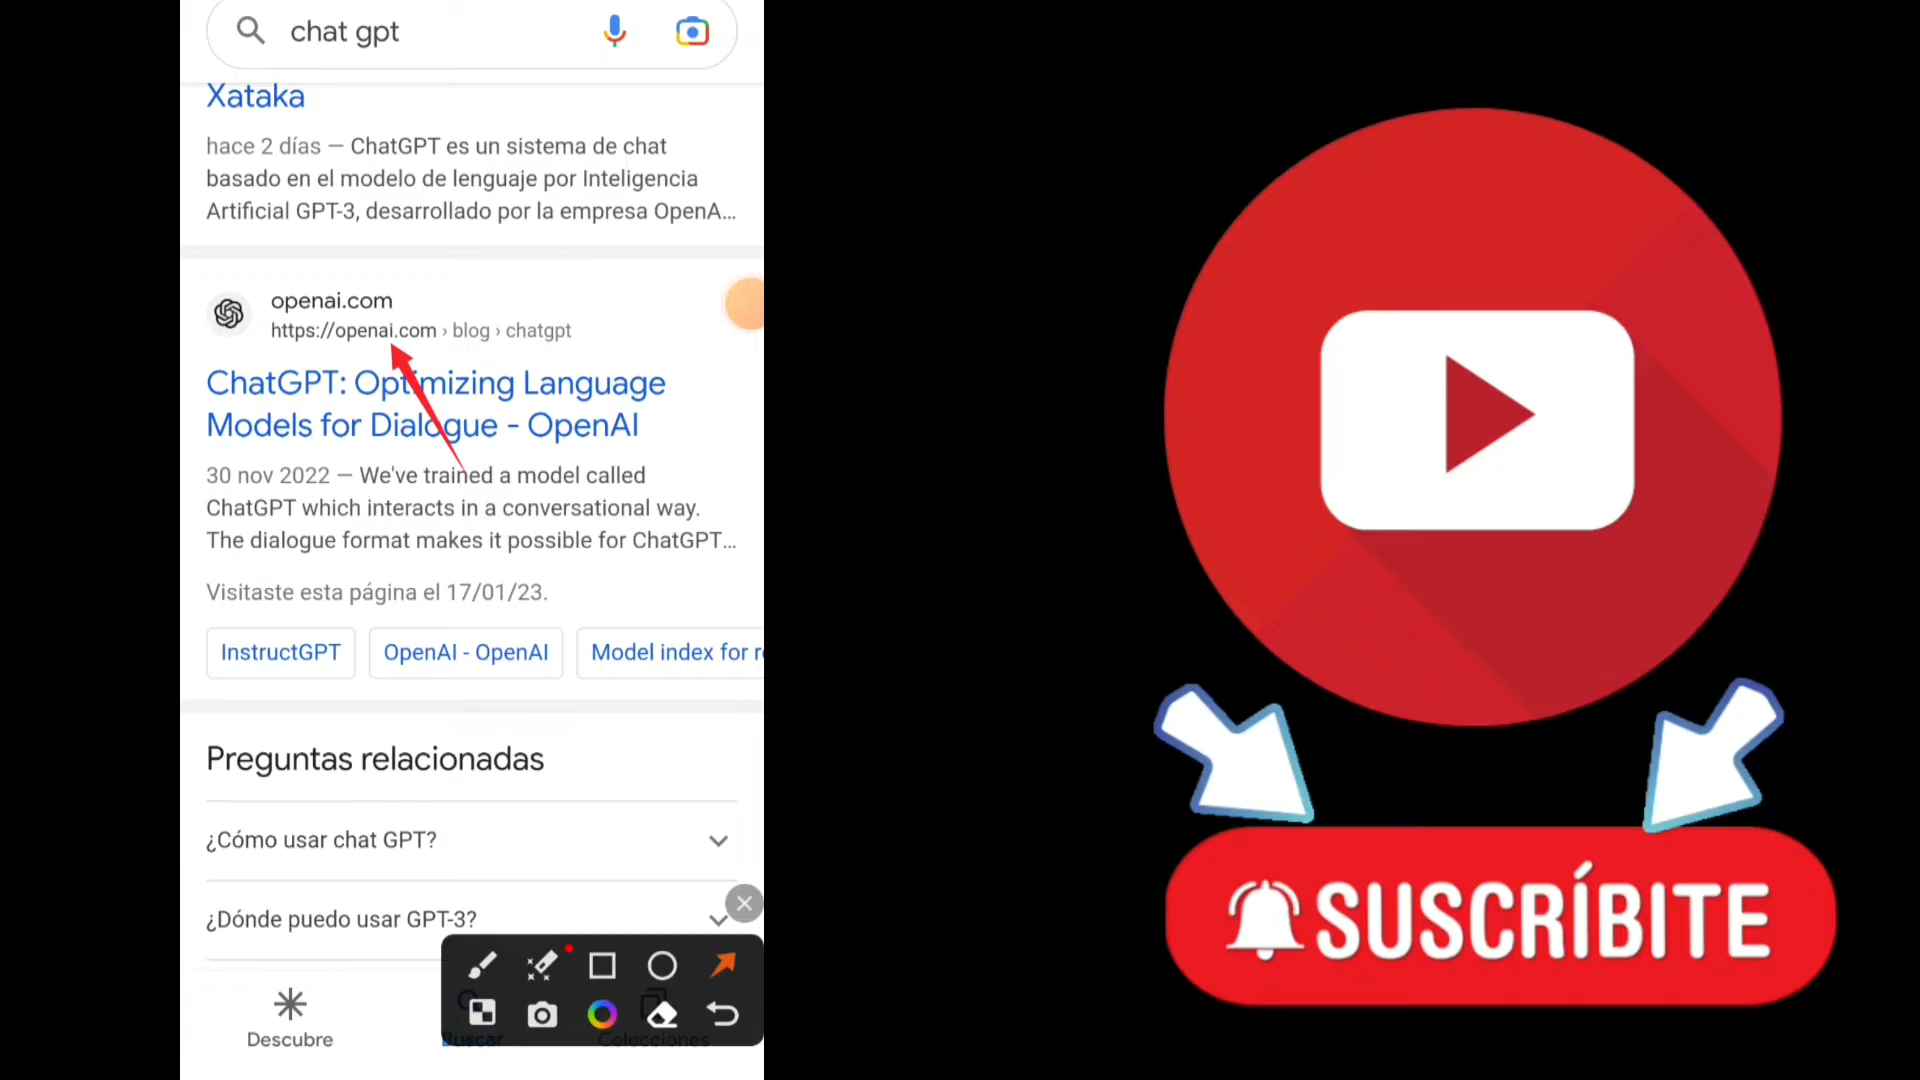 chat gpt
Xataka
hace 2 días — ChatGPT es un sistema de chat
basado en el modelo de lenguaje por Inteligencia
Artificial GPT-3, desarrollado por la empresa OpenA...
openai.com
https://openai.com › blog › chatgpt
ChatGPT: Optimizing Language
Models for Dialogue - OpenAI
30 nov 2022 — We've trained a model called
ChatGPT which interacts in a conversational way.
The dialogue format makes it possible for ChatGPT...
Visitaste esta página el 17/01/23.
InstructGPT
OpenAI - OpenAI
Model index for r
Preguntas relacionadas
¿Cómo usar chat GPT?
¿Dónde puedo usar GPT-3?
Descubre
Buscar
Colecciones
SUSCRÍBITE